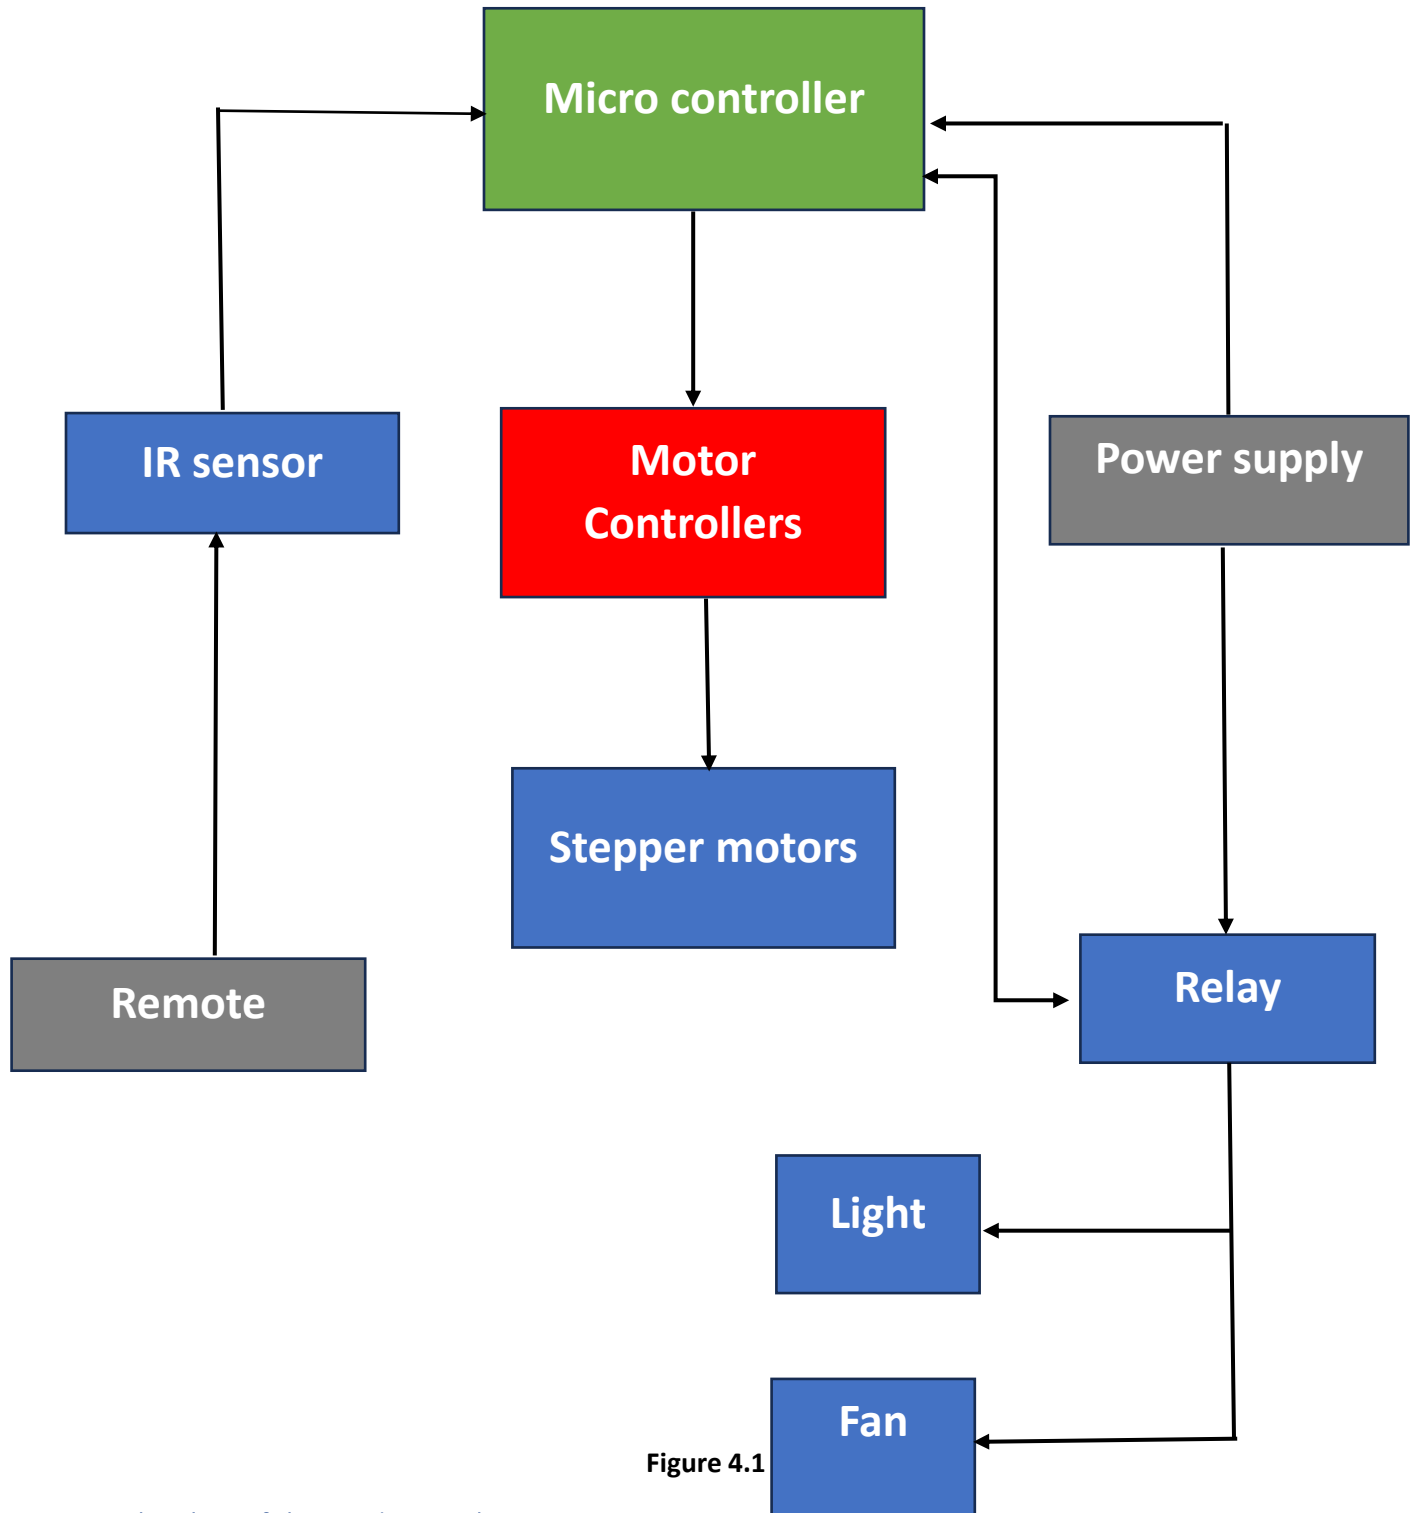 Micro controller
IR sensor
Motor
Controllers
Power supply
Stepper motors
Remote
Relay
Light
Fan
Figure 4.1